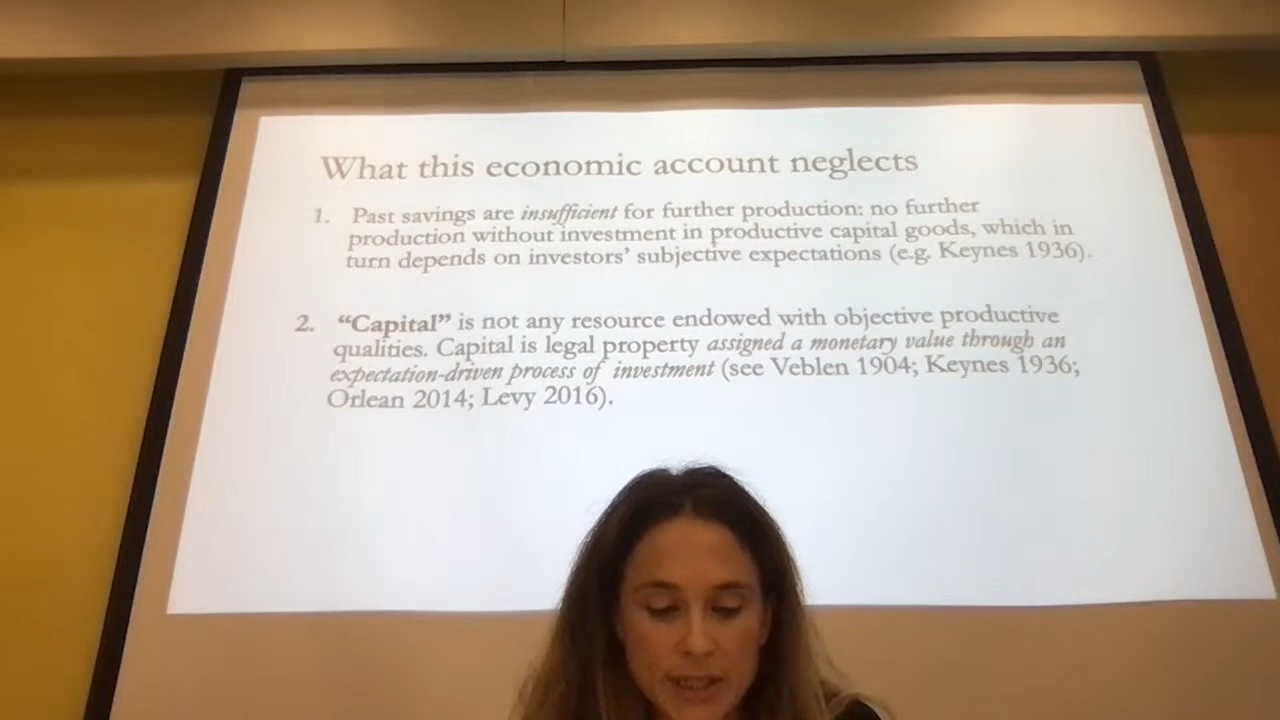 What this economic account neglects
1. Past savings are insufficient for further production: no further
production without investment in productive capital goods, which in
turn depends on investors' subjective expectations (e.g. Keynes 1936).
2. “Capital” is not any resource endowed with objective productive
qualities. Capital is legal property assigned a monetary value through an
expectation-driven process of investment (see Veblen 1904; Keynes 1936;
Orlean 2014; Levy 2016).